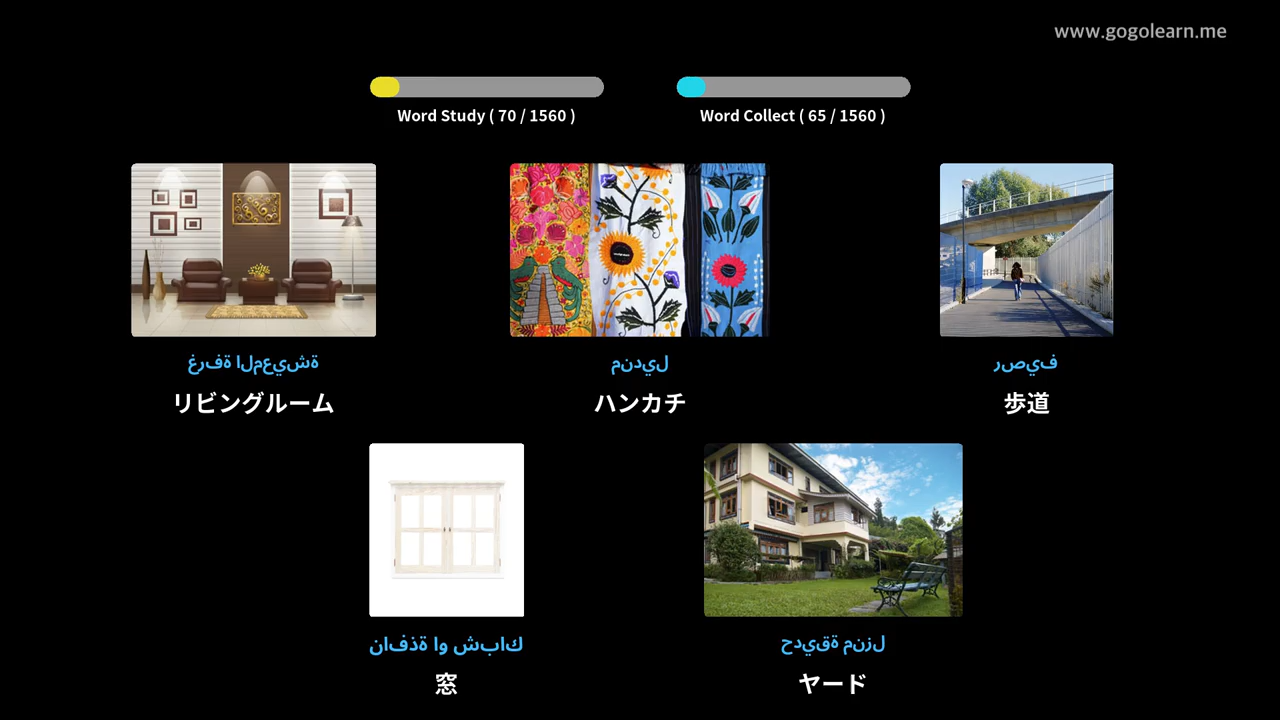 www.gogolearn.me
Word Study ( 70 / 1560 )
Word Collect ( 65 / 1560 )
غرفة المعيشة
リビングルーム
منديل
ハンカチ
رصيف
歩道
نافذة او شباك
窓
حديقة منزل
ヤード